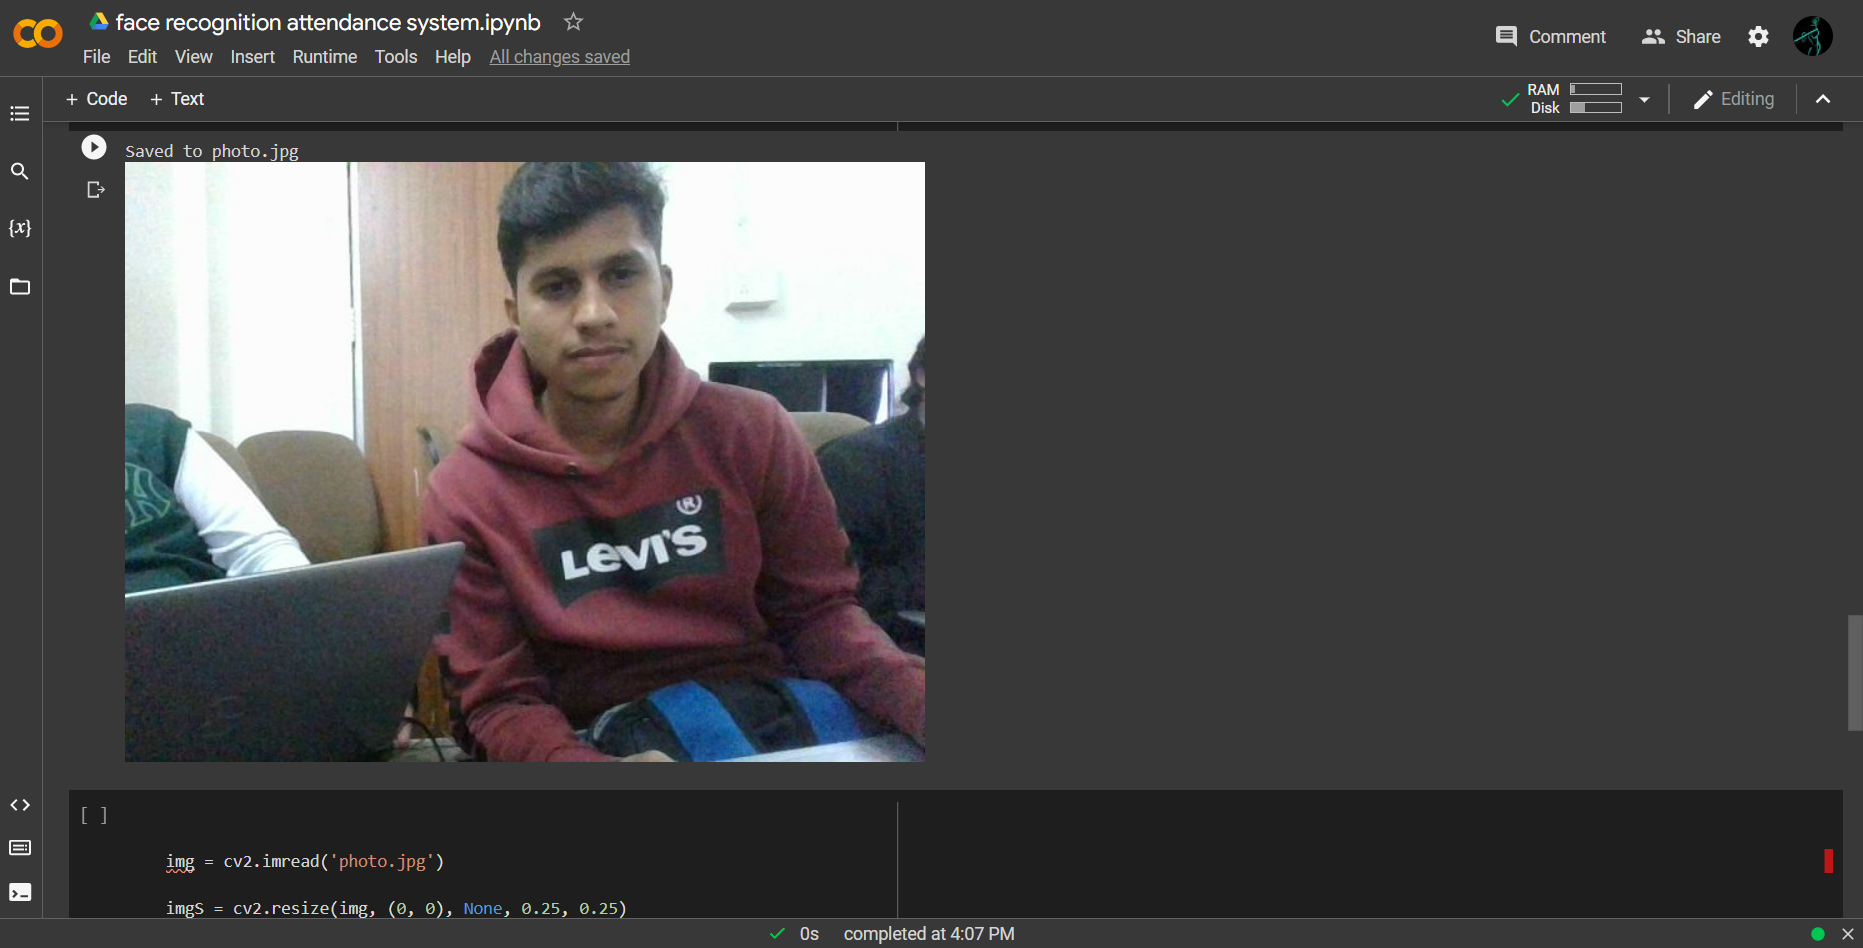 face recognition attendance system.ipynb
File Edit View Insert Runtime Tools Help All changes saved
Comment Share
+ Code + Text
RAM
Disk
Editing
{x}
Saved to photo.jpg
LEVI'S
®
[ ]
img = cv2.imread('photo.jpg')
imgS = cv2.resize(img, (0, 0), None, 0.25, 0.25)
0s completed at 4:07 PM